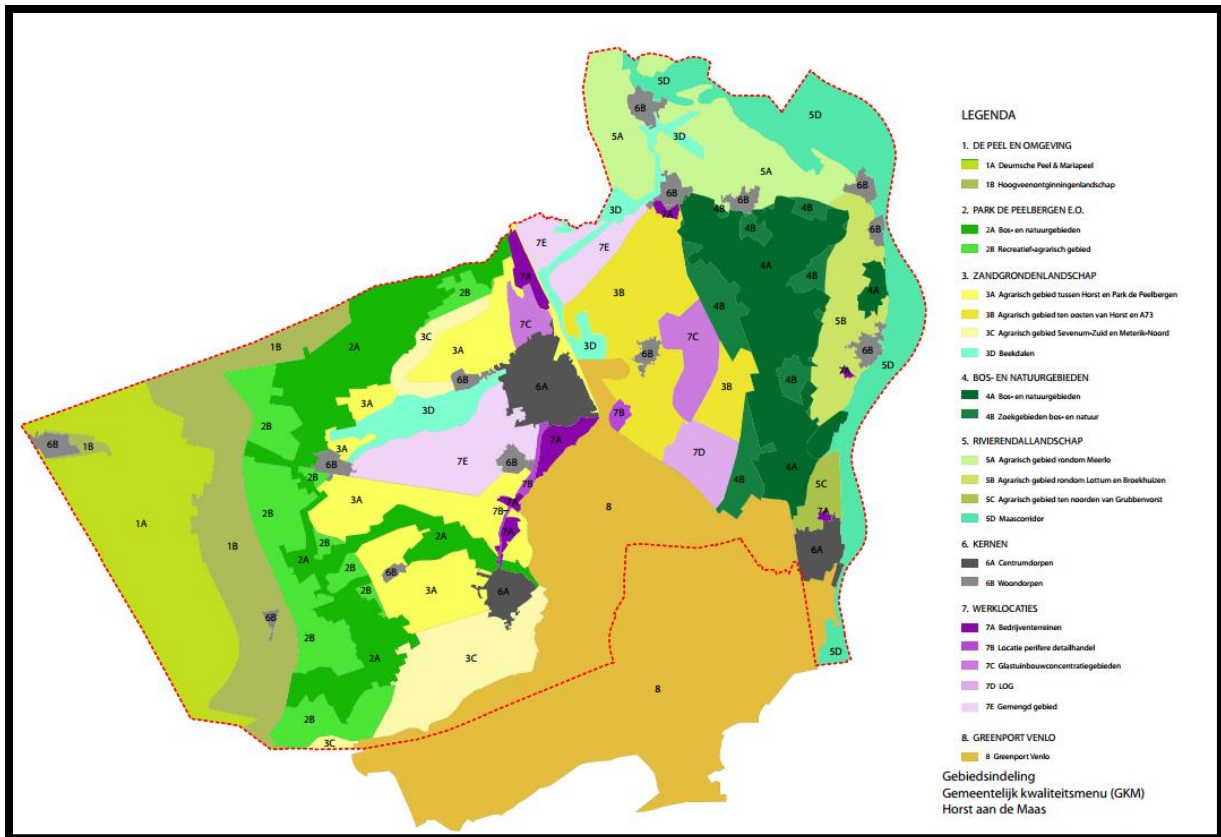 LEGENDA
1. DE PEEL EN OMGEVING
1A Deurnsche Peel & Mariapeel
1B Hoogveenontginningenlandschap
2. PARK DE PEELBERGEN E.O.
2A Bos- en natuurgebieden
2B Recreatief-agrarisch gebied
3. ZANDGRONDENLANDSCHAP
3A Agrarisch gebied tussen Horst en Park de Peelbergen
3B Agrarisch gebied ten oosten van Horst en A73
3C Agrarisch gebied Sevenum-Zuid en Meterik-Noord
3D Beekdalen
4. BOS- EN NATUURGEBIEDEN
4A Bos- en natuurgebieden
4B Zoekgebieden bos- en natuur
5. RIVIERENDALLANDSCHAP
5A Agrarisch gebied rondom Meerlo
5B Agrarisch gebied rondom Lottum en Broekhuizen
5C Agrarisch gebied ten noorden van Grubbenvorst
5D Maascorridor
6. KERNEN
6A Centrumdorpen
6B Woondorpen
7. WERKLOCATIES
7A Bedrijventerreinen
7B Locatie perifere detailhandel
7C Glastuinbouwconcentratiegebieden
7D LOG
7E Gemengd gebied
8. GREENPORT VENLO
8 Greenport Venlo
Gebiedsindeling
Gemeentelijk kwaliteitsmenu (GKM)
Horst aan de Maas
5D
6B
5D
5A
3D
5A
6B
6B
6B
3D
7A
4B
4B
4B
6B
7E
7E
4A
7A
2B
3B
4B
4A
1B
2A
7C
4B
5B
3C
3A
3D
6B
7C
6B
5D
6B
6A
3B
4B
7A
3A
3D
7B
2B
6B
1B
3A
7A
6B
7E
6B
7D
4A
2B
7B
4B
5C
3A
7A
8
7A
1A
2B
7B
7A
2A
1B
2B
6A
2A
2B
6B
2B
3A
6A
6B
2B
2A
3C
5D
8
2B
3C